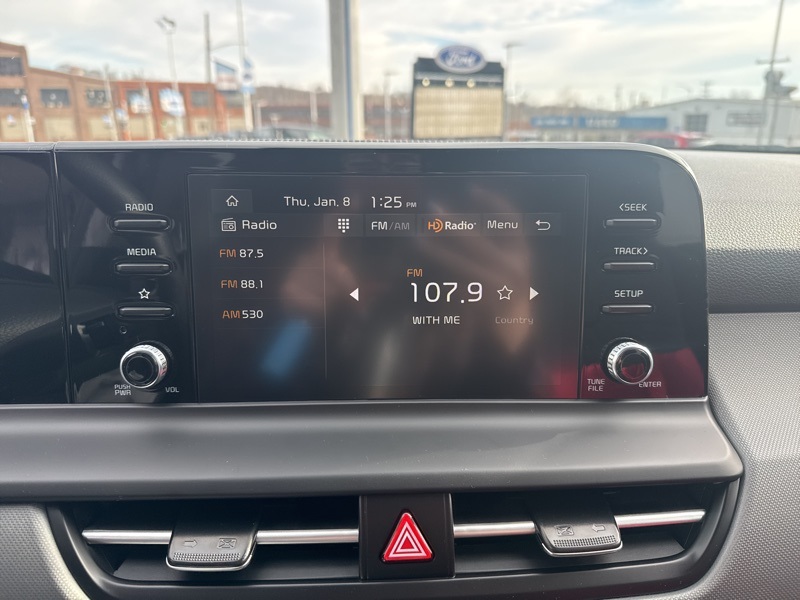 Ford
Thu, Jan. 8 1:25 PM
Radio FM/AM HD Radio Menu
FM 87.5
FM 88.1
AM 530
FM
107.9
WITH ME Country
RADIO
MEDIA
PUSH PWR VOL
<SEEK
TRACK>
SETUP
TUNE FILE ENTER